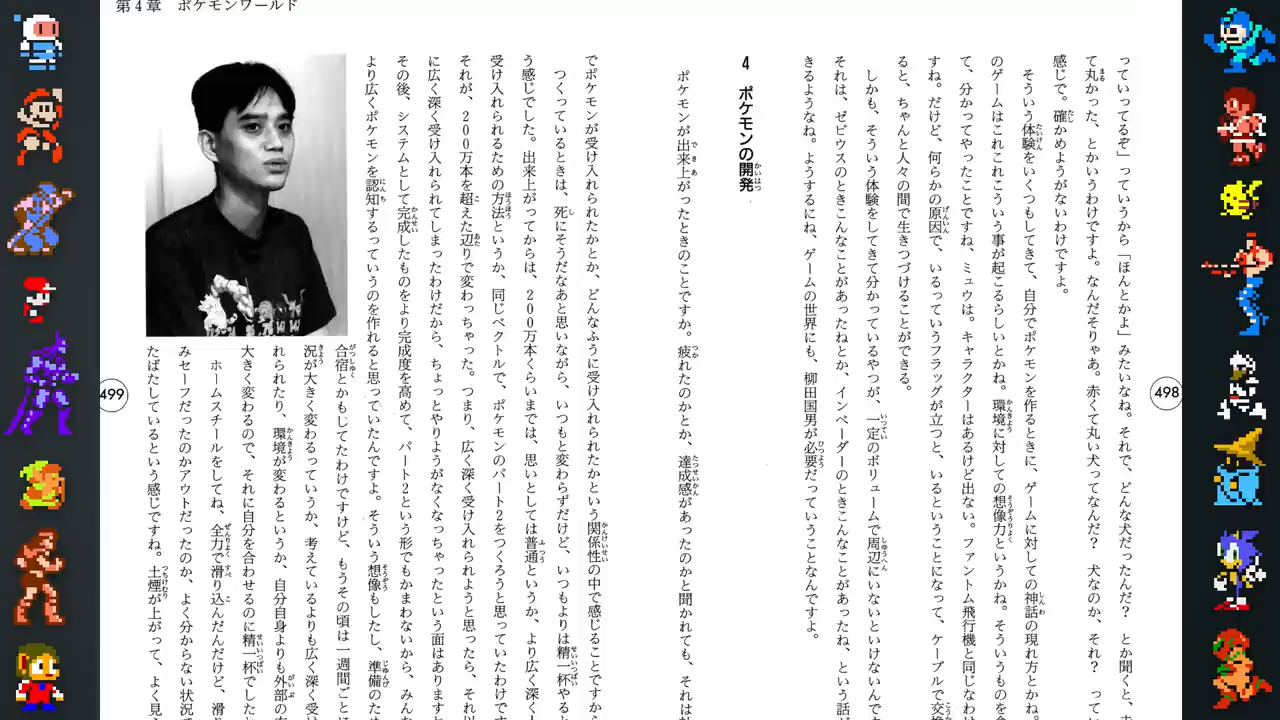 第4章 ポケモンワールド
っていってるぞ」っていうから「ほんとかよ」みたいなね。それで、どんな犬だったんだ? とか聞くと、
て丸かった、とかいうわけですよ。なんだそりゃあ。赤くて丸い犬ってなんだ? 犬なのか、それ? ってい
感じで。確かめようがないわけですよ。
そういう体験をいくつもしてきて、自分でポケモンを作るときに、ゲームに対しての神話の現れ方とかね。
のゲームはこれこれこういう事が起こるらしいとかね。環境に対しての想像力というかね。そういうものを
て、分かってやったことですね、ミュウは。キャラクターはあるけど出ない。ファントム飛行機と同じなわけ
すね。だけど、何らかの原因で、いるっていうフラッグが立つと、いるということになって、ケーブルで交換
ると、ちゃんと人々の間で生きつづけることができる。
しかも、そういう体験をしてきて分かっているやつが、一定のボリュームで周辺にいないといけないんで
それは、ゼビウスのときこんなことがあったねとか、インベーダーのときこんなことがあったね、という話
きるようなね。ようするにね、ゲームの世界にも、柳田国男が必要だっていうことなんですよ。
4 ポケモンの開発
ポケモンが出来上がったときのことですか。疲れたのかとか、達成感があったのかと聞かれても、それは
でポケモンが受け入れられたかとか、どんなふうに受け入れられたかという関係性の中で感じることですから
つくっているときは、死にそうだなあと思いながら、いつもと変わらずだけど、いつもよりは精一杯やると
う感じでした。出来上がってからは、200万本くらいまでは、思いとしては普通というか、より広く深く
受け入れられるための方法というか、同じベクトルで、ポケモンのパート2をつくろうと思っていたわけです
それが、200万本を超えた辺りで変わっちゃった。つまり、広く深く受け入れられようと思ったら、それ以
に広く深く受け入れられてしまったわけだから、ちょっとやりようがなくなっちゃったという面はあります
その後、システムとして完成したものをより完成度を高めて、パート2という形でもかまわないから、みんな
より広くポケモンを認知するっていうのを作れると思っていたんですよ。そういう想像もしたし、準備のため
合宿とかもしてたわけですけど、もうその頃は一週間ごとに
況が大きく変わるっていうか、考えているよりも広く深く受け
れられたり、環境が変わるというか、自分自身よりも外部の
大きく変わるので、それに自分を合わせるのに精一杯でした
ホームスチールをしてね、全力で滑り込んだんだけど、滑り
みセーフだったのかアウトだったのか、よく分からない状況で
たばたしているという感じですね。土煙が上がって、よく見
499
498